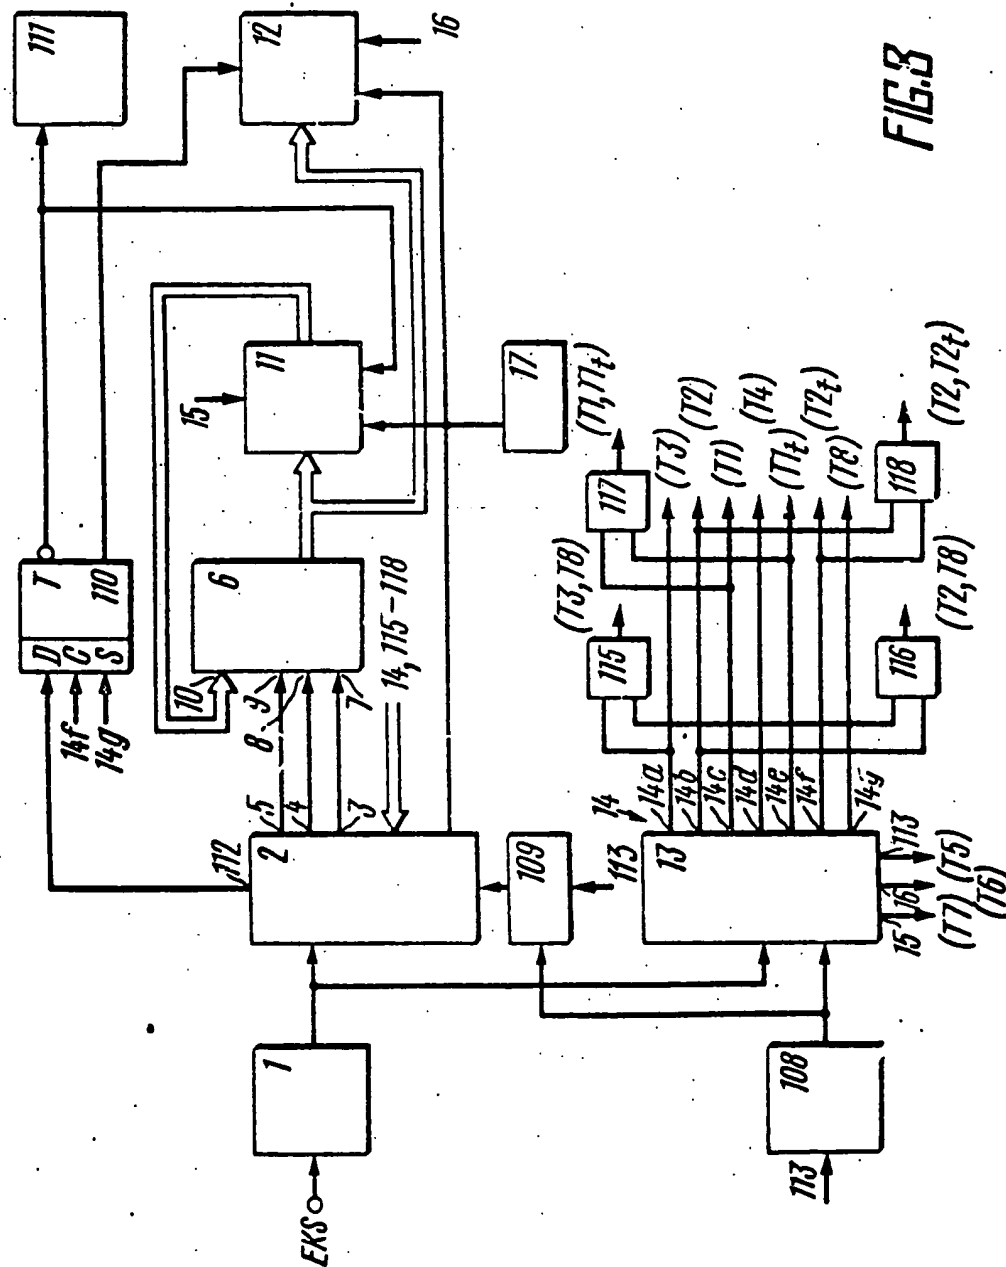 111
12
16
11
15
17
T
110
D
C
S
14f
14g
6
10
9
8
7
14, 115-118
5
4
3
112
2
109
113
1
EKS
117
(T1, T1t)
(T3)
(T2)
(T1)
(T4)
(T1t)
(T2t)
(T8)
118
(T2, T2t)
115
(T3, T8)
116
(T2, T8)
14
14a
14b
14c
14d
14e
14f
14g
13
113
(T5)
16
(T6)
15
(T7)
108
113
FIG.8